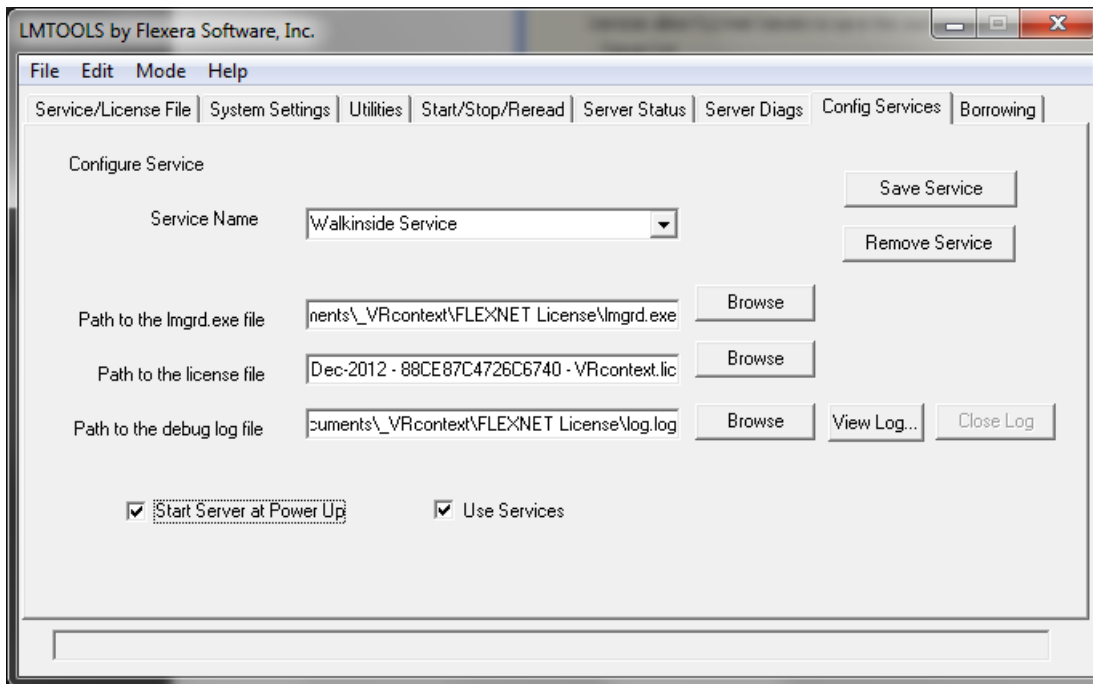 LMTOOLS by Flexera Software, Inc.
File Edit Mode Help
Service/License File System Settings Utilities Start/Stop/Reread Server Status Server Diags Config Services Borrowing
Configure Service
Save Service
Service Name Walkinside Service
Remove Service
Path to the lmgrd.exe file nents\_VRcontext\FLEXNET License\lmgrd.exe Browse
Path to the license file Dec-2012 - 88CE87C4726C6740 - VRcontext.lic Browse
Path to the debug log file cuments\_VRcontext\FLEXNET License\log.log Browse View Log... Close Log
Start Server at Power Up Use Services